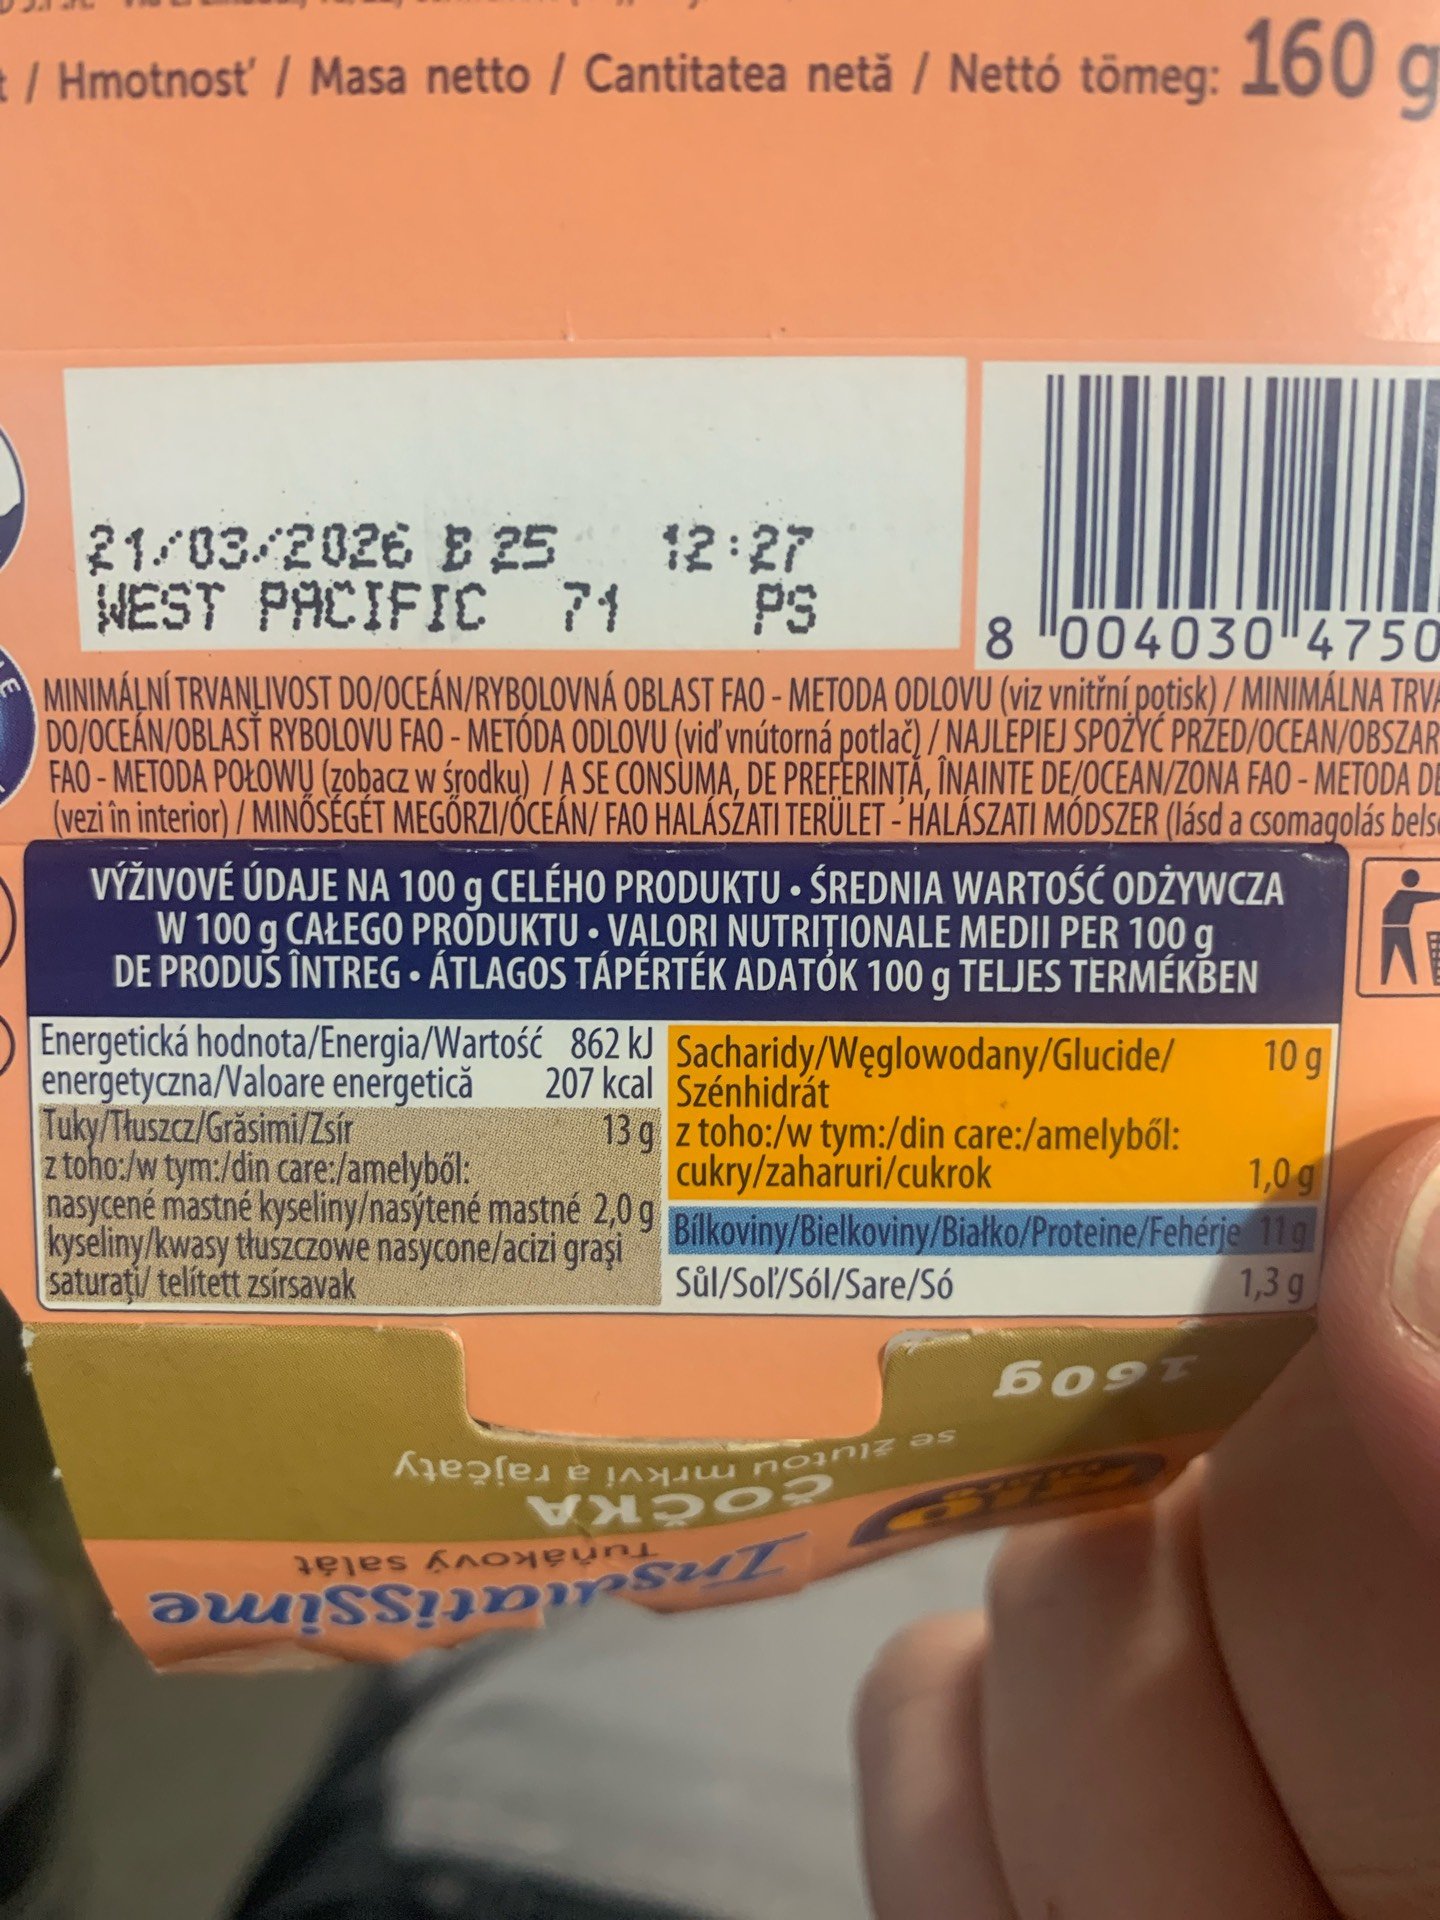 / Hmotnosť / Masa netto / Cantitatea netă / Nettó tömeg: 160 g
21/03/2026 B 25 12:27
WEST PACIFIC 71 PS
8 004030 4750
MINIMÁLNÍ TRVANLIVOST DO/OCEÁN/RYBOLOVNÁ OBLAST FAO - METODA ODLOVU (viz vnitřní potisk) / MINIMÁLNA
DO/OCEÁN/OBLASŤ RYBOLOVU FAO - METÓDA ODLOVU (viď vnútorná potlač) / NAJLEPIEJ SPOŻYĆ PRZED/OCEAN/OBSZAR
FAO - METODA POŁOWU (zobacz w środku) / A SE CONSUMA, DE PREFERINȚĂ, ÎNAINTE DE/OCEAN/ZONA FAO - METODA
(vezi în interior) / MINŐSÉGÉT MEGŐRZI/ÓCEÁN/ FAO HALÁSZATI TERÜLET - HALÁSZATI MÓDSZER (lásd a csomagolás
VÝŽIVOVÉ ÚDAJE NA 100 g CELÉHO PRODUKTU • ŚREDNIA WARTOŚĆ ODŻYWCZA
W 100 g CAŁEGO PRODUKTU • VALORI NUTRIȚIONALE MEDII PER 100 g
DE PRODUS ÎNTREG • ÁTLAGOS TÁPÉRTÉK ADATOK 100 g TELJES TERMÉKBEN
Energetická hodnota/Energia/Wartość 862 kJ
energetyczna/Valoare energetică 207 kcal
Tuky/Tłuszcz/Grăsimi/Zsír 13 g
z toho:/w tym:/din care:/amelyből:
nasycené mastné kyseliny/nasýtené mastné 2,0 g
kyseliny/kwasy tłuszczowe nasycone/acizi grași
saturați/ telített zsírsavak
Sacharidy/Węglowodany/Glucide/ 10 g
Szénhidrát
z toho:/w tym:/din care:/amelyből:
cukry/zaharuri/cukrok 1,0 g
Bílkoviny/Bielkoviny/Białko/Proteine/Fehérje 11 g
Sůl/Soľ/Sól/Sare/Só 1,3 g
160g
se žlutou mrkví a rajčaty
ČOČKA
Tuňákový salát
Insalatissime